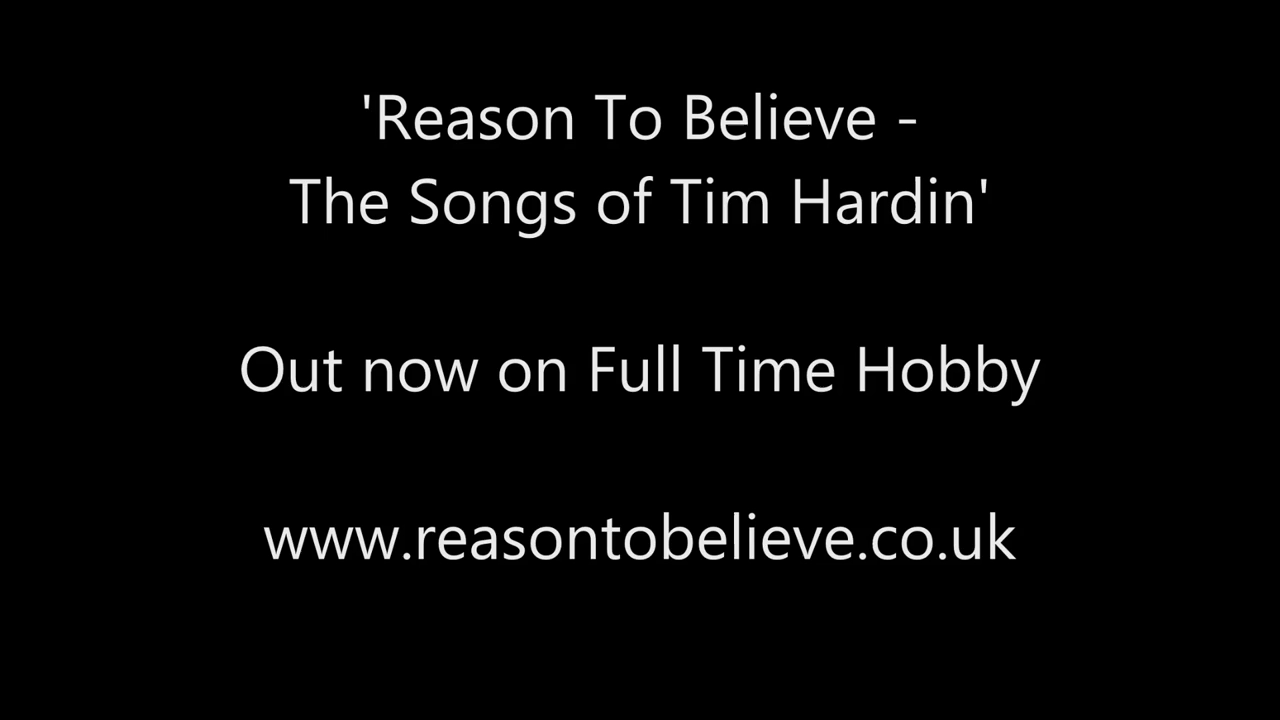 'Reason To Believe -
The Songs of Tim Hardin'
Out now on Full Time Hobby
www.reasontobelieve.co.uk